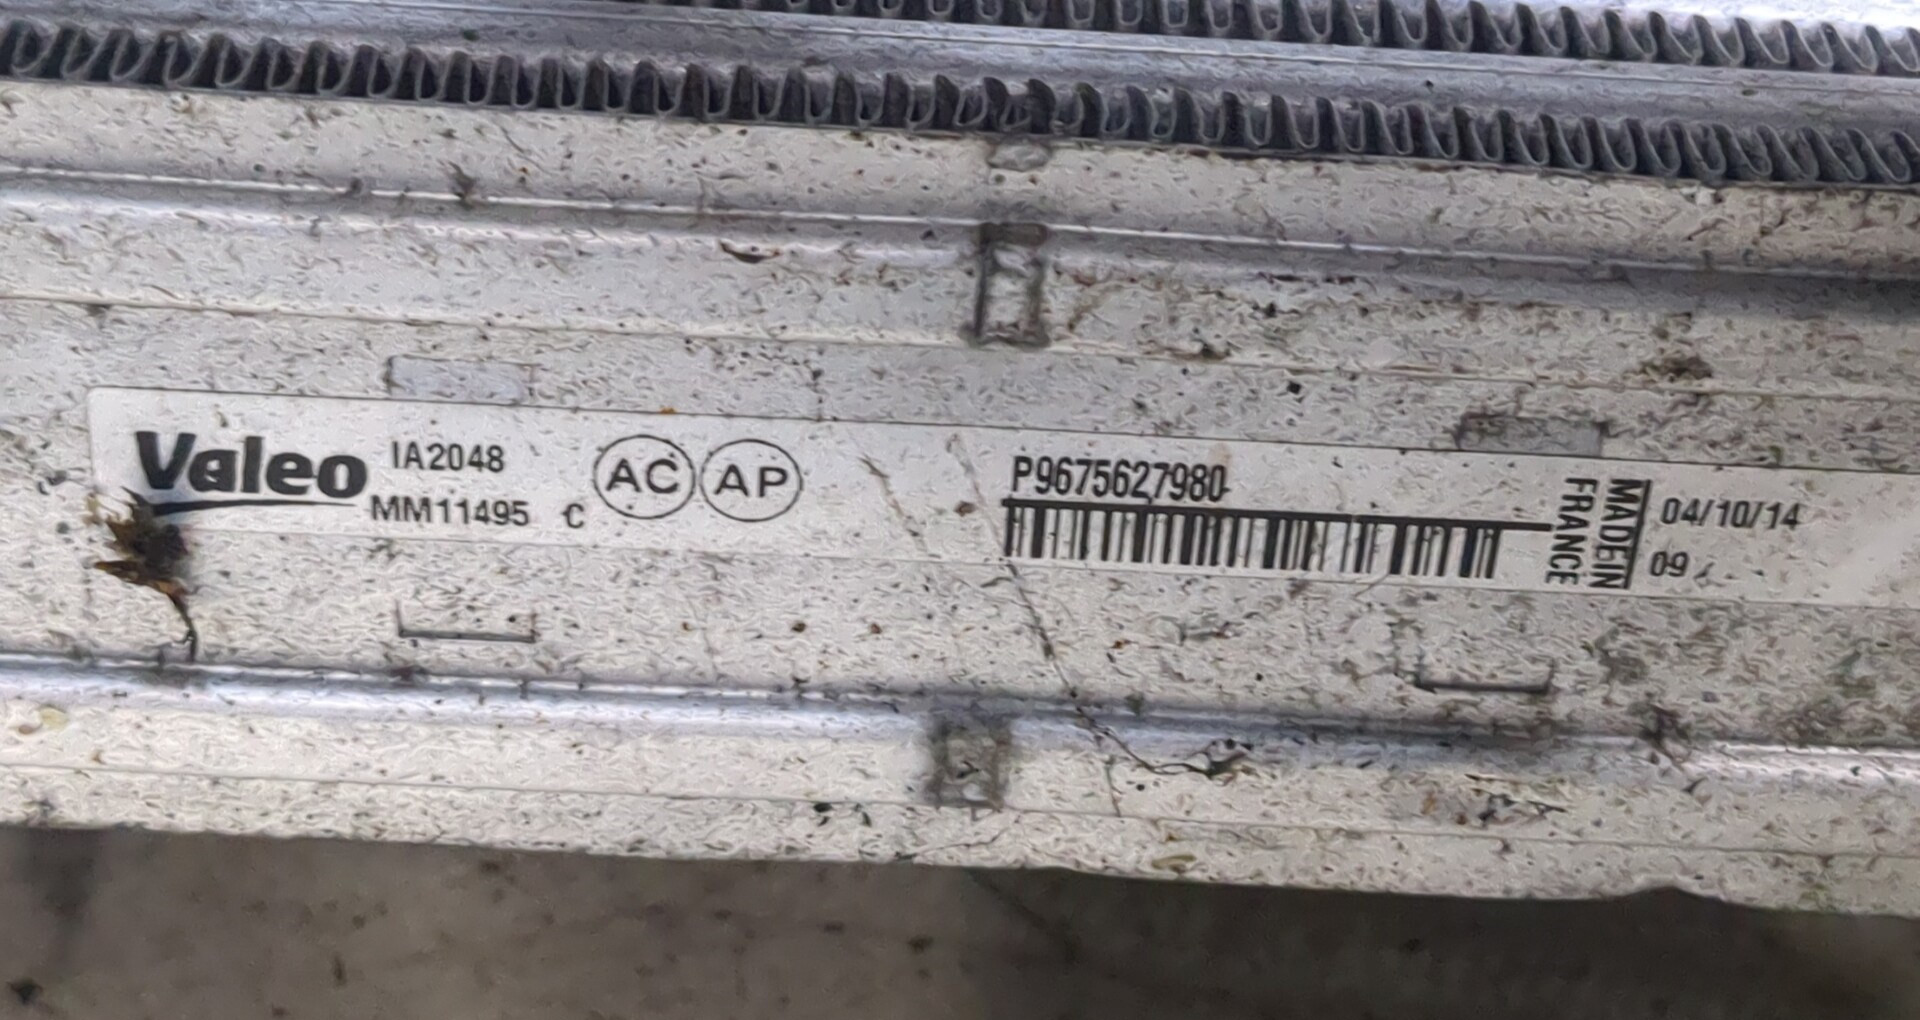 Valeo
IA2048
MM11495 C
AC AP
P9675627980
MADE IN
FRANCE
04/10/14
09